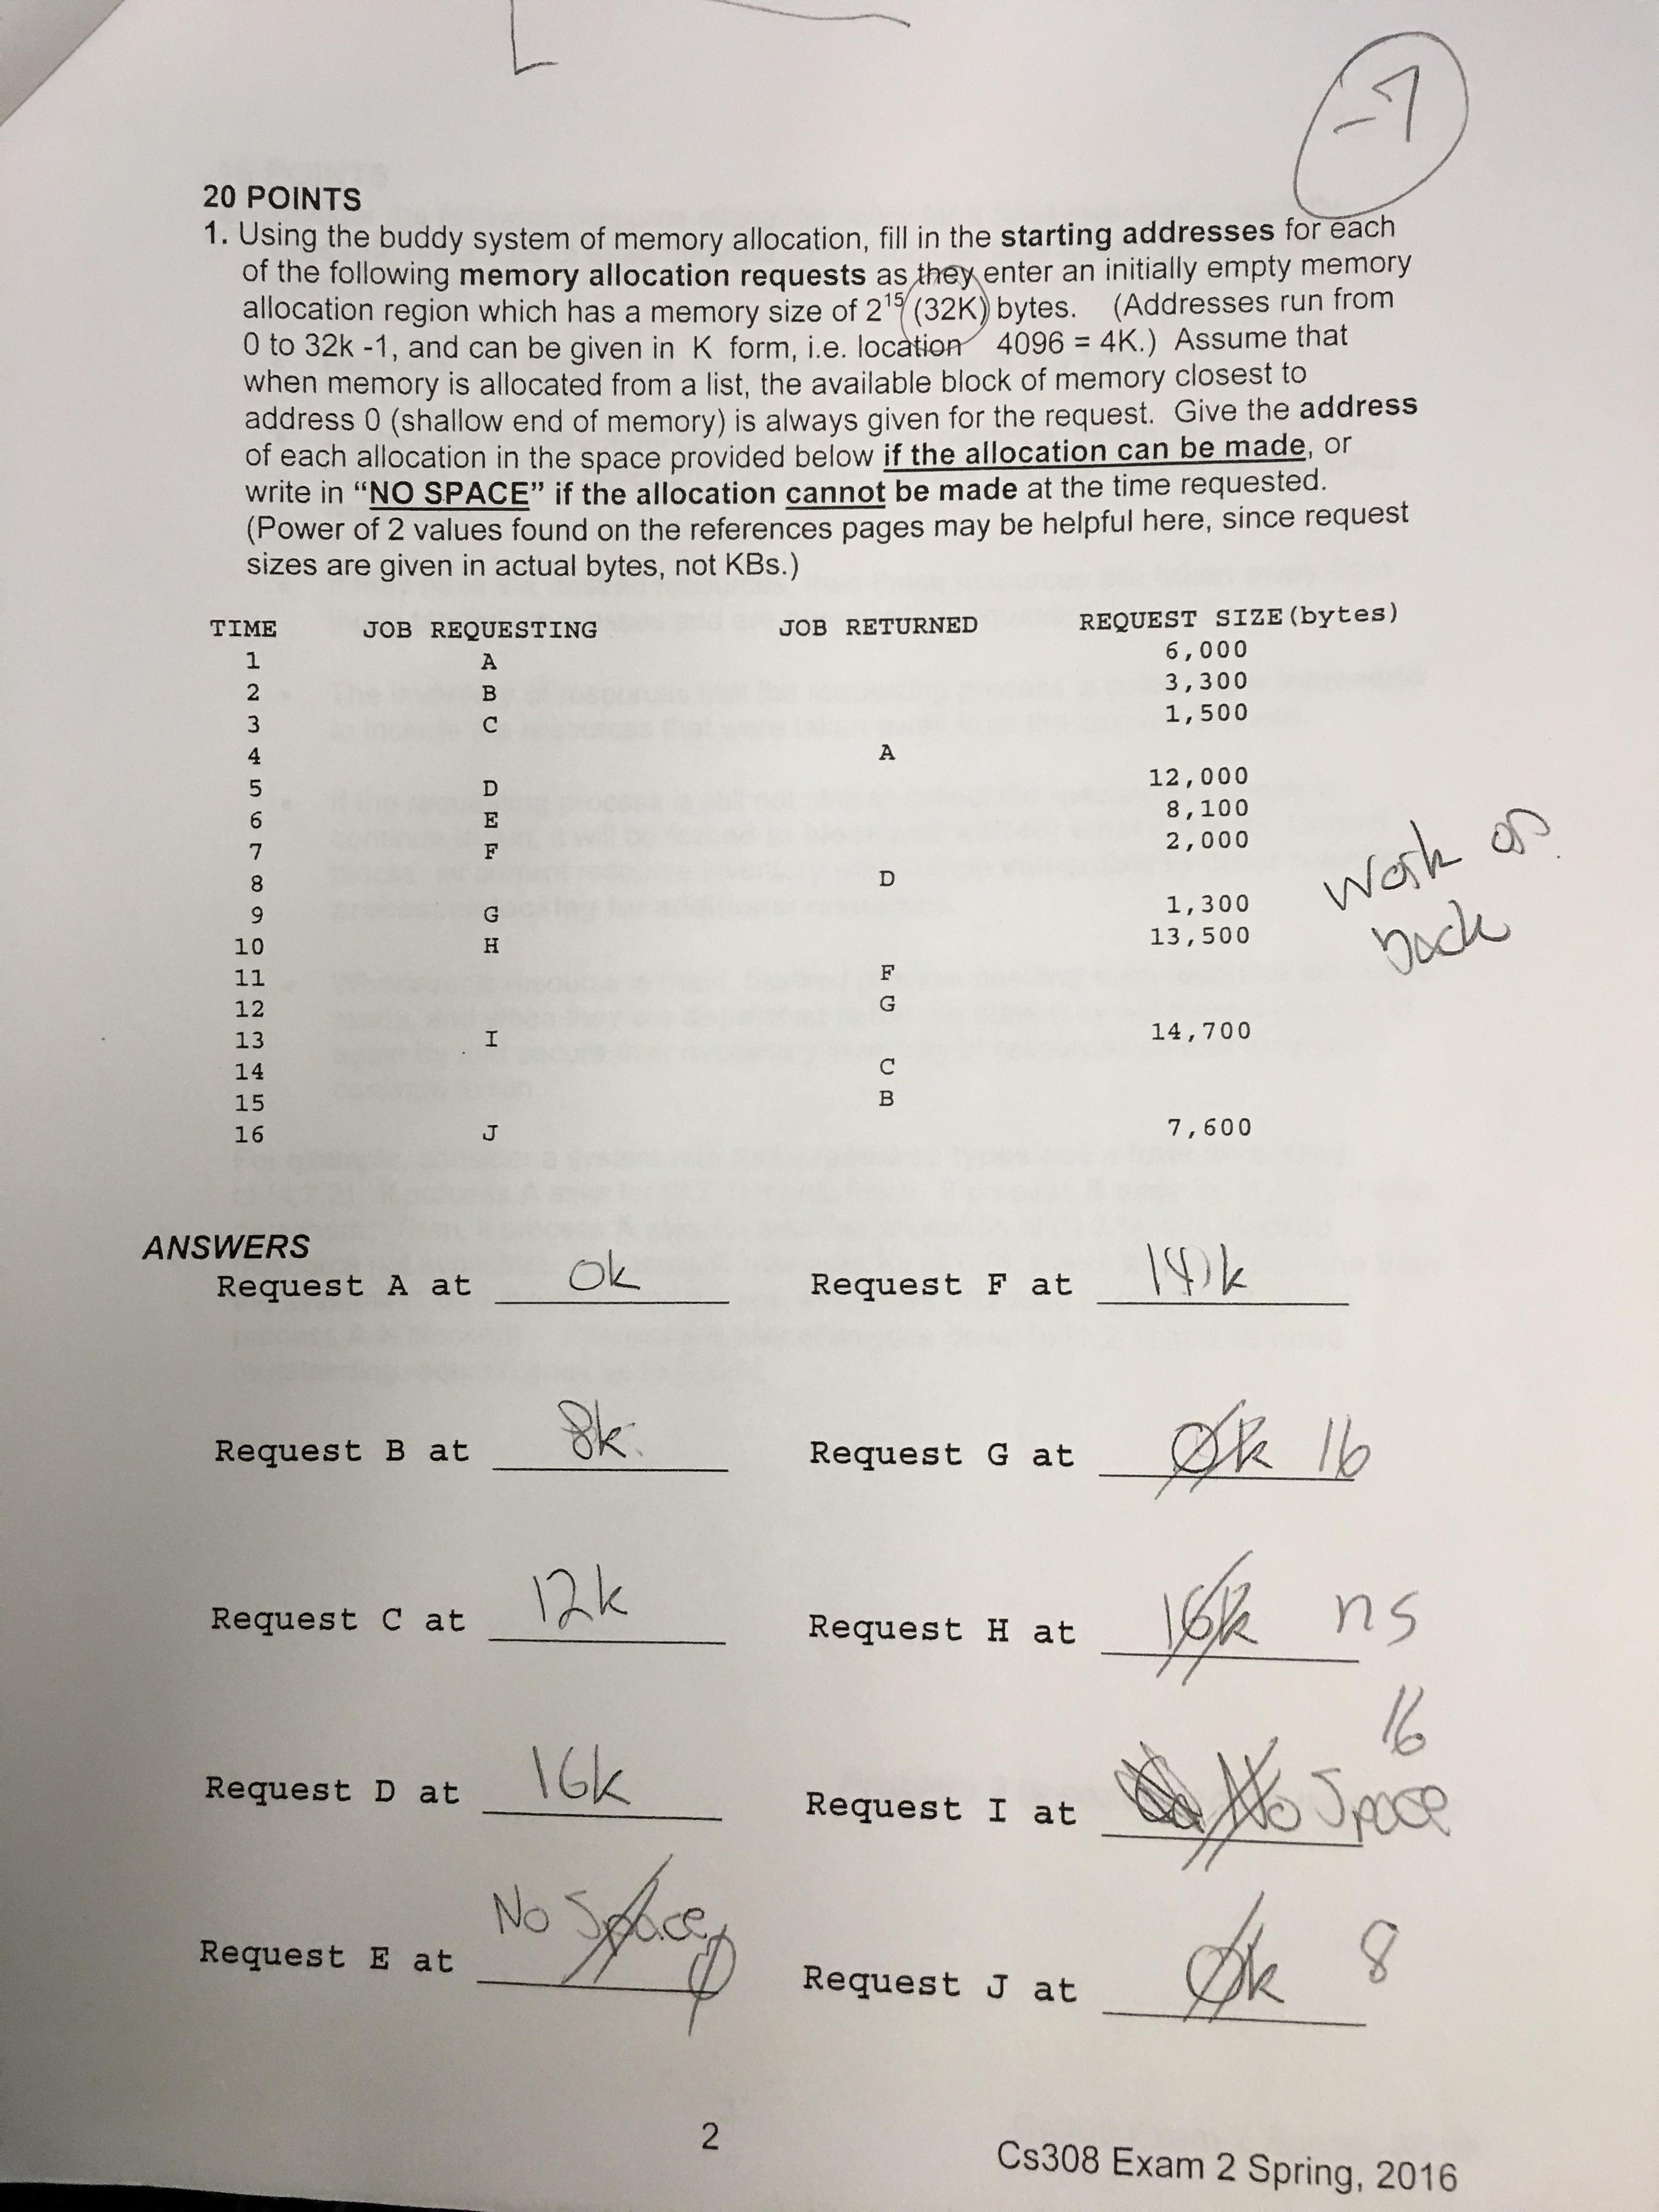 -7
20 POINTS
1. Using the buddy system of memory allocation, fill in the starting addresses for each
of the following memory allocation requests as they enter an initially empty memory
allocation region which has a memory size of 2¹⁵ (32K) bytes. (Addresses run from
0 to 32k -1, and can be given in K form, i.e. location 4096 = 4K.) Assume that
when memory is allocated from a list, the available block of memory closest to
address 0 (shallow end of memory) is always given for the request. Give the address
of each allocation in the space provided below if the allocation can be made, or
write in “NO SPACE” if the allocation cannot be made at the time requested.
(Power of 2 values found on the references pages may be helpful here, since request
sizes are given in actual bytes, not KBs.)
TIME JOB REQUESTING JOB RETURNED REQUEST SIZE(bytes)
1 A 6,000
2 B 3,300
3 C 1,500
4 A
5 D 12,000
6 E 8,100
7 F 2,000
8 D
9 G 1,300
10 H 13,500
11 F
12 G
13 I 14,700
14 C
15 B
16 J 7,600
Work on
back
ANSWERS
Request A at 0k Request F at 14k
Request B at 8k Request G at 0k 16
Request C at 12k Request H at 16k ns
16
Request D at 16k Request I at No Space
Request E at No Space 0 Request J at 0k 8
2
Cs308 Exam 2 Spring, 2016